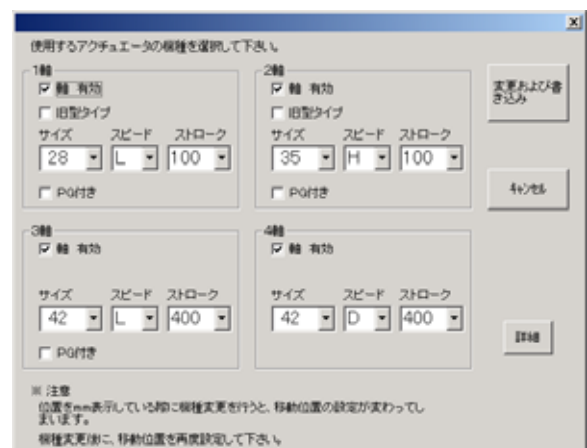 使用するアクチュエータの機種を選択して下さい。
1軸
軸 有効
旧型タイプ
サイズ スピード ストローク
28 L 100
PG付き
2軸
軸 有効
旧型タイプ
サイズ スピード ストローク
35 H 100
PG付き
変更および書
き込み
キャンセル
3軸
軸 有効
サイズ スピード ストローク
42 L 400
PG付き
4軸
軸 有効
サイズ スピード ストローク
42 D 400
詳細
※ 注意
位置をmm表示している際に機種変更を行うと、移動位置の設定が変わってし
まいます。
機種変更後に、移動位置を再度設定して下さい。